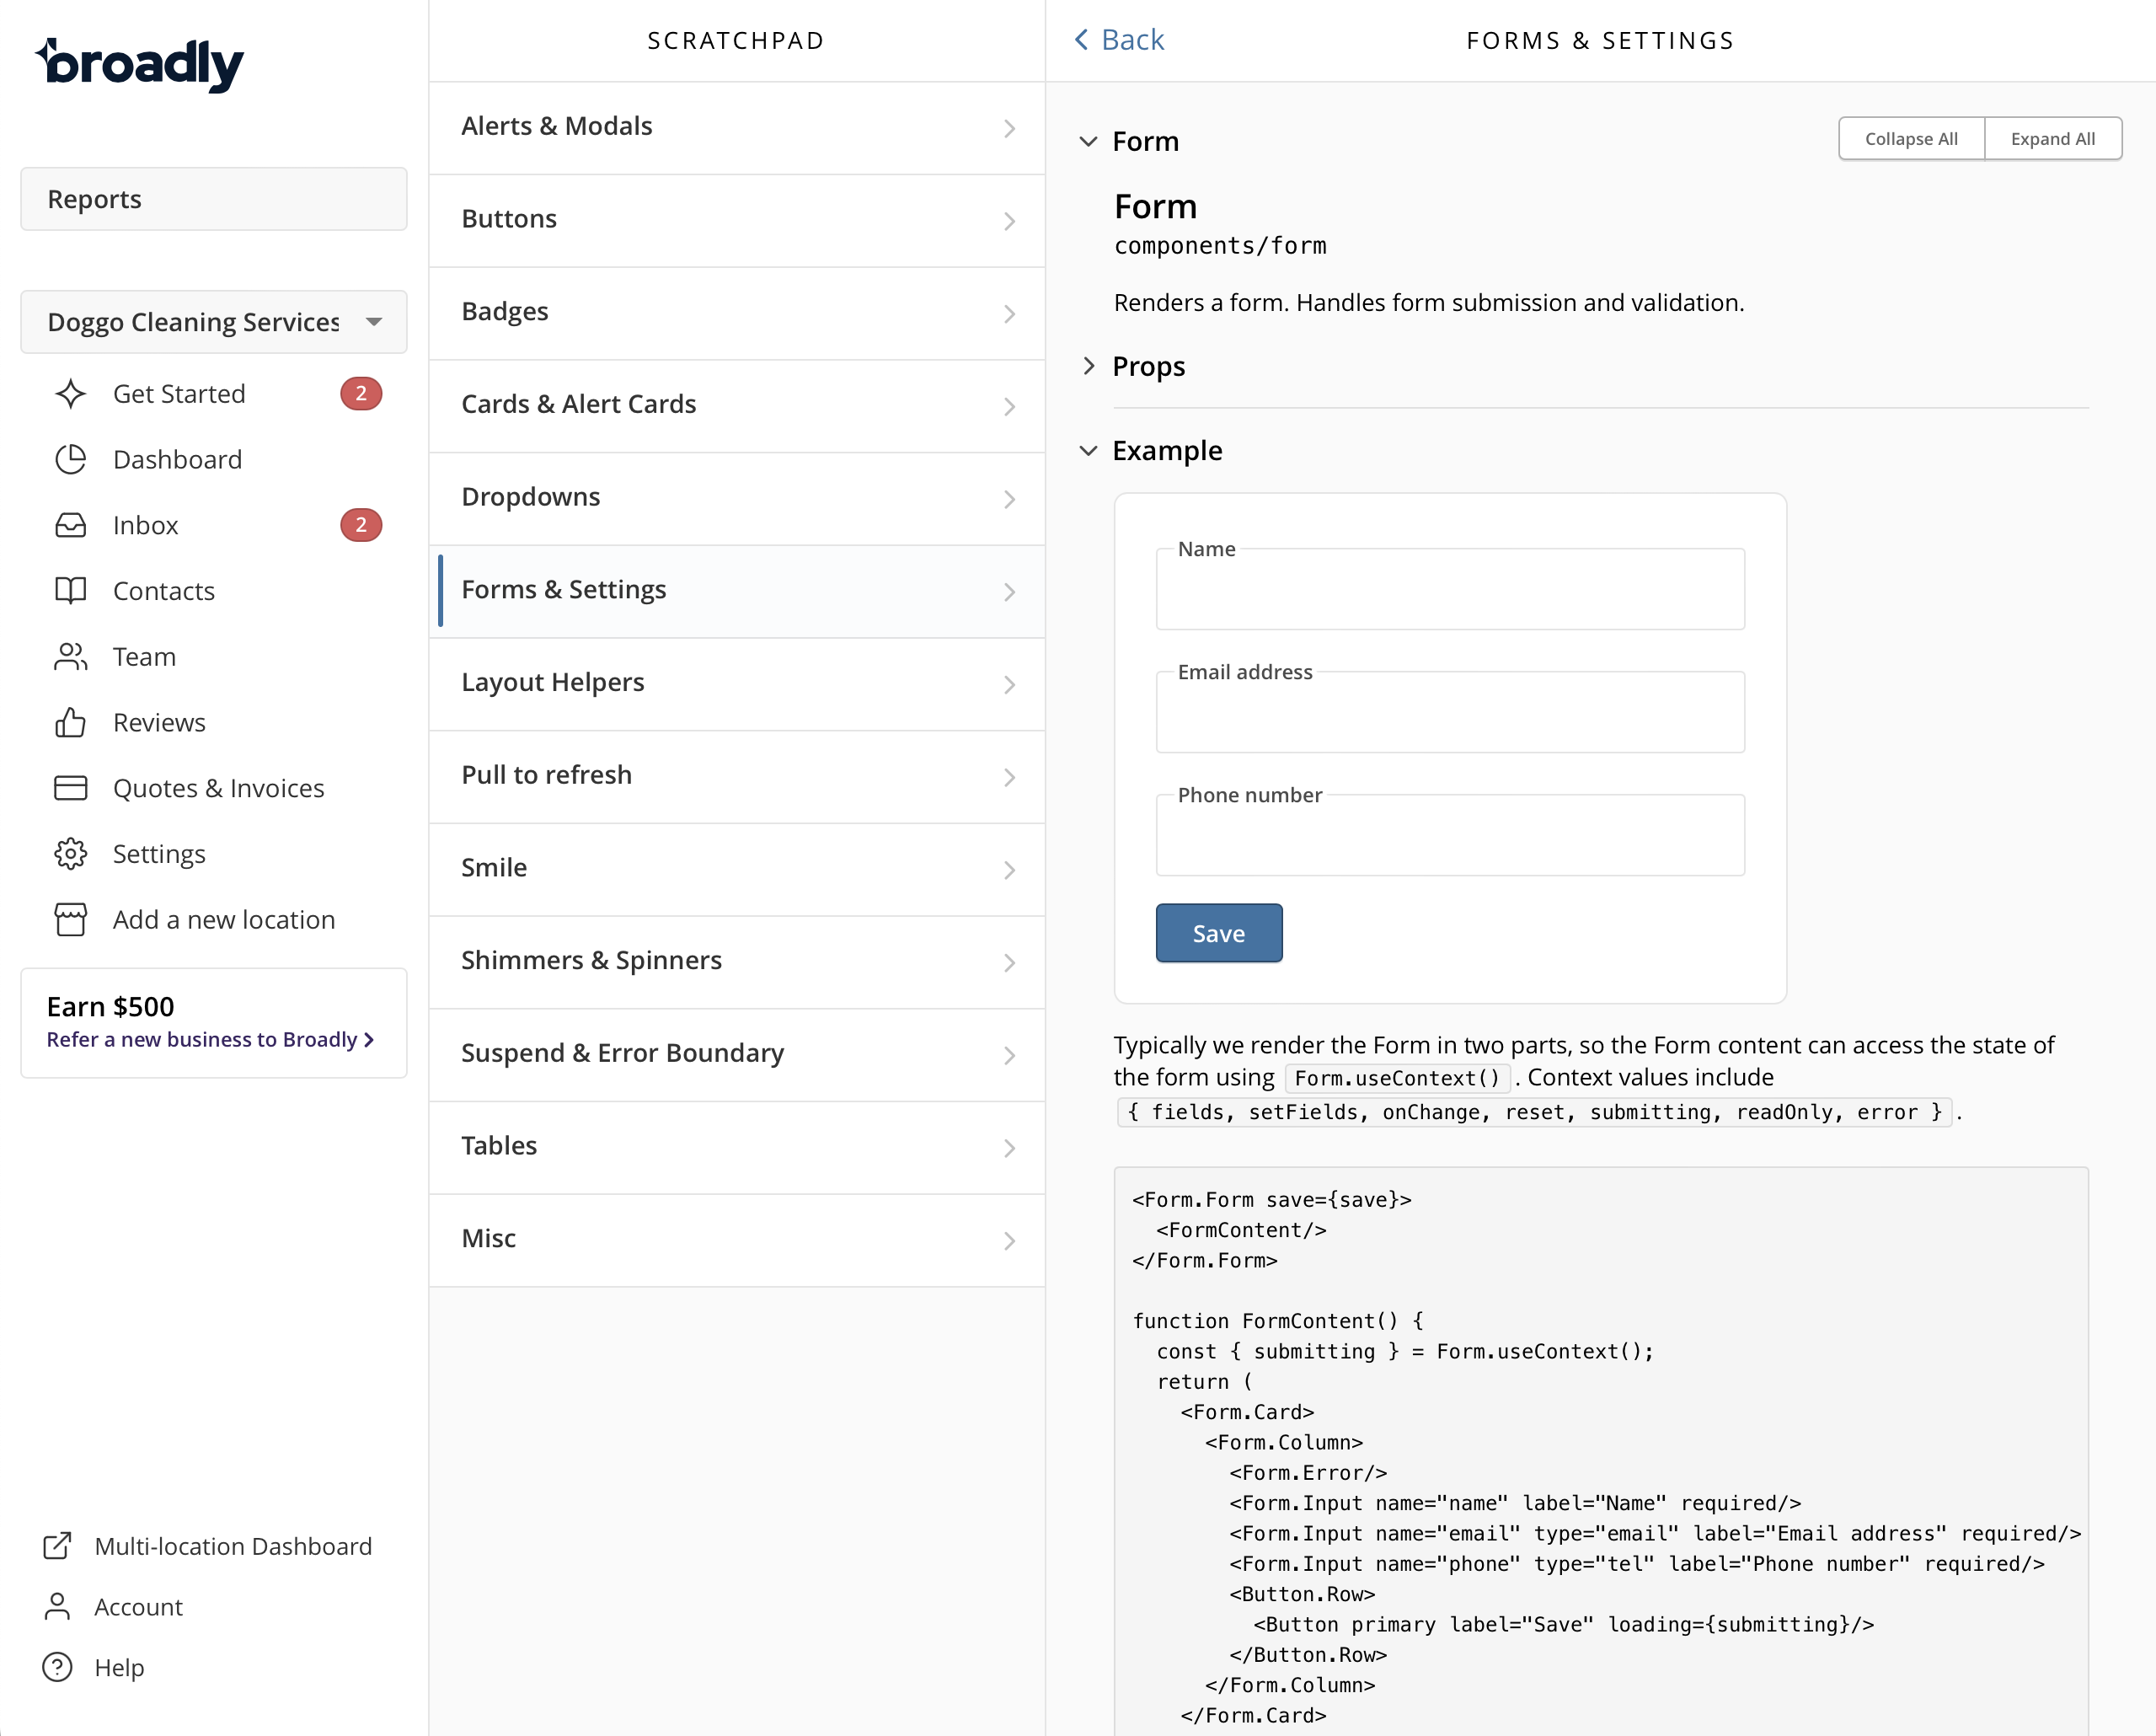 broadly
Reports
Doggo Cleaning Services
Get Started 2
Dashboard
Inbox 2
Contacts
Team
Reviews
Quotes & Invoices
Settings
Add a new location
Earn $500
Refer a new business to Broadly
Multi-location Dashboard
Account
Help
SCRATCHPAD
Alerts & Modals
Buttons
Badges
Cards & Alert Cards
Dropdowns
Forms & Settings
Layout Helpers
Pull to refresh
Smile
Shimmers & Spinners
Suspend & Error Boundary
Tables
Misc
Back
FORMS & SETTINGS
Form
Collapse All
Expand All
Form
components/form
Renders a form. Handles form submission and validation.
Props
Example
Name
Email address
Phone number
Save
Typically we render the Form in two parts, so the Form content can access the state of
the form using Form.useContext() . Context values include
{ fields, setFields, onChange, reset, submitting, readOnly, error } .
<Form.Form save={save}>
  <FormContent/>
</Form.Form>

function FormContent() {
  const { submitting } = Form.useContext();
  return (
    <Form.Card>
      <Form.Column>
        <Form.Error/>
        <Form.Input name="name" label="Name" required/>
        <Form.Input name="email" type="email" label="Email address" required/>
        <Form.Input name="phone" type="tel" label="Phone number" required/>
        <Button.Row>
          <Button primary label="Save" loading={submitting}/>
        </Button.Row>
      </Form.Column>
    </Form.Card>